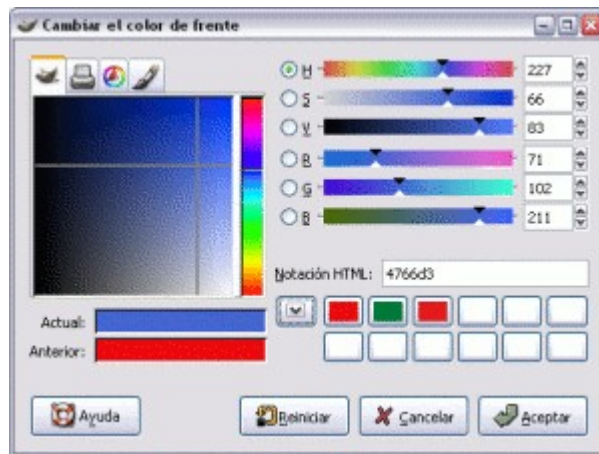 Cambiar el color de frente
H 227
S 66
V 83
R 71
G 102
B 211
Notación HTML: 4766d3
Actual:
Anterior:
Ayuda Reiniciar Cancelar Aceptar